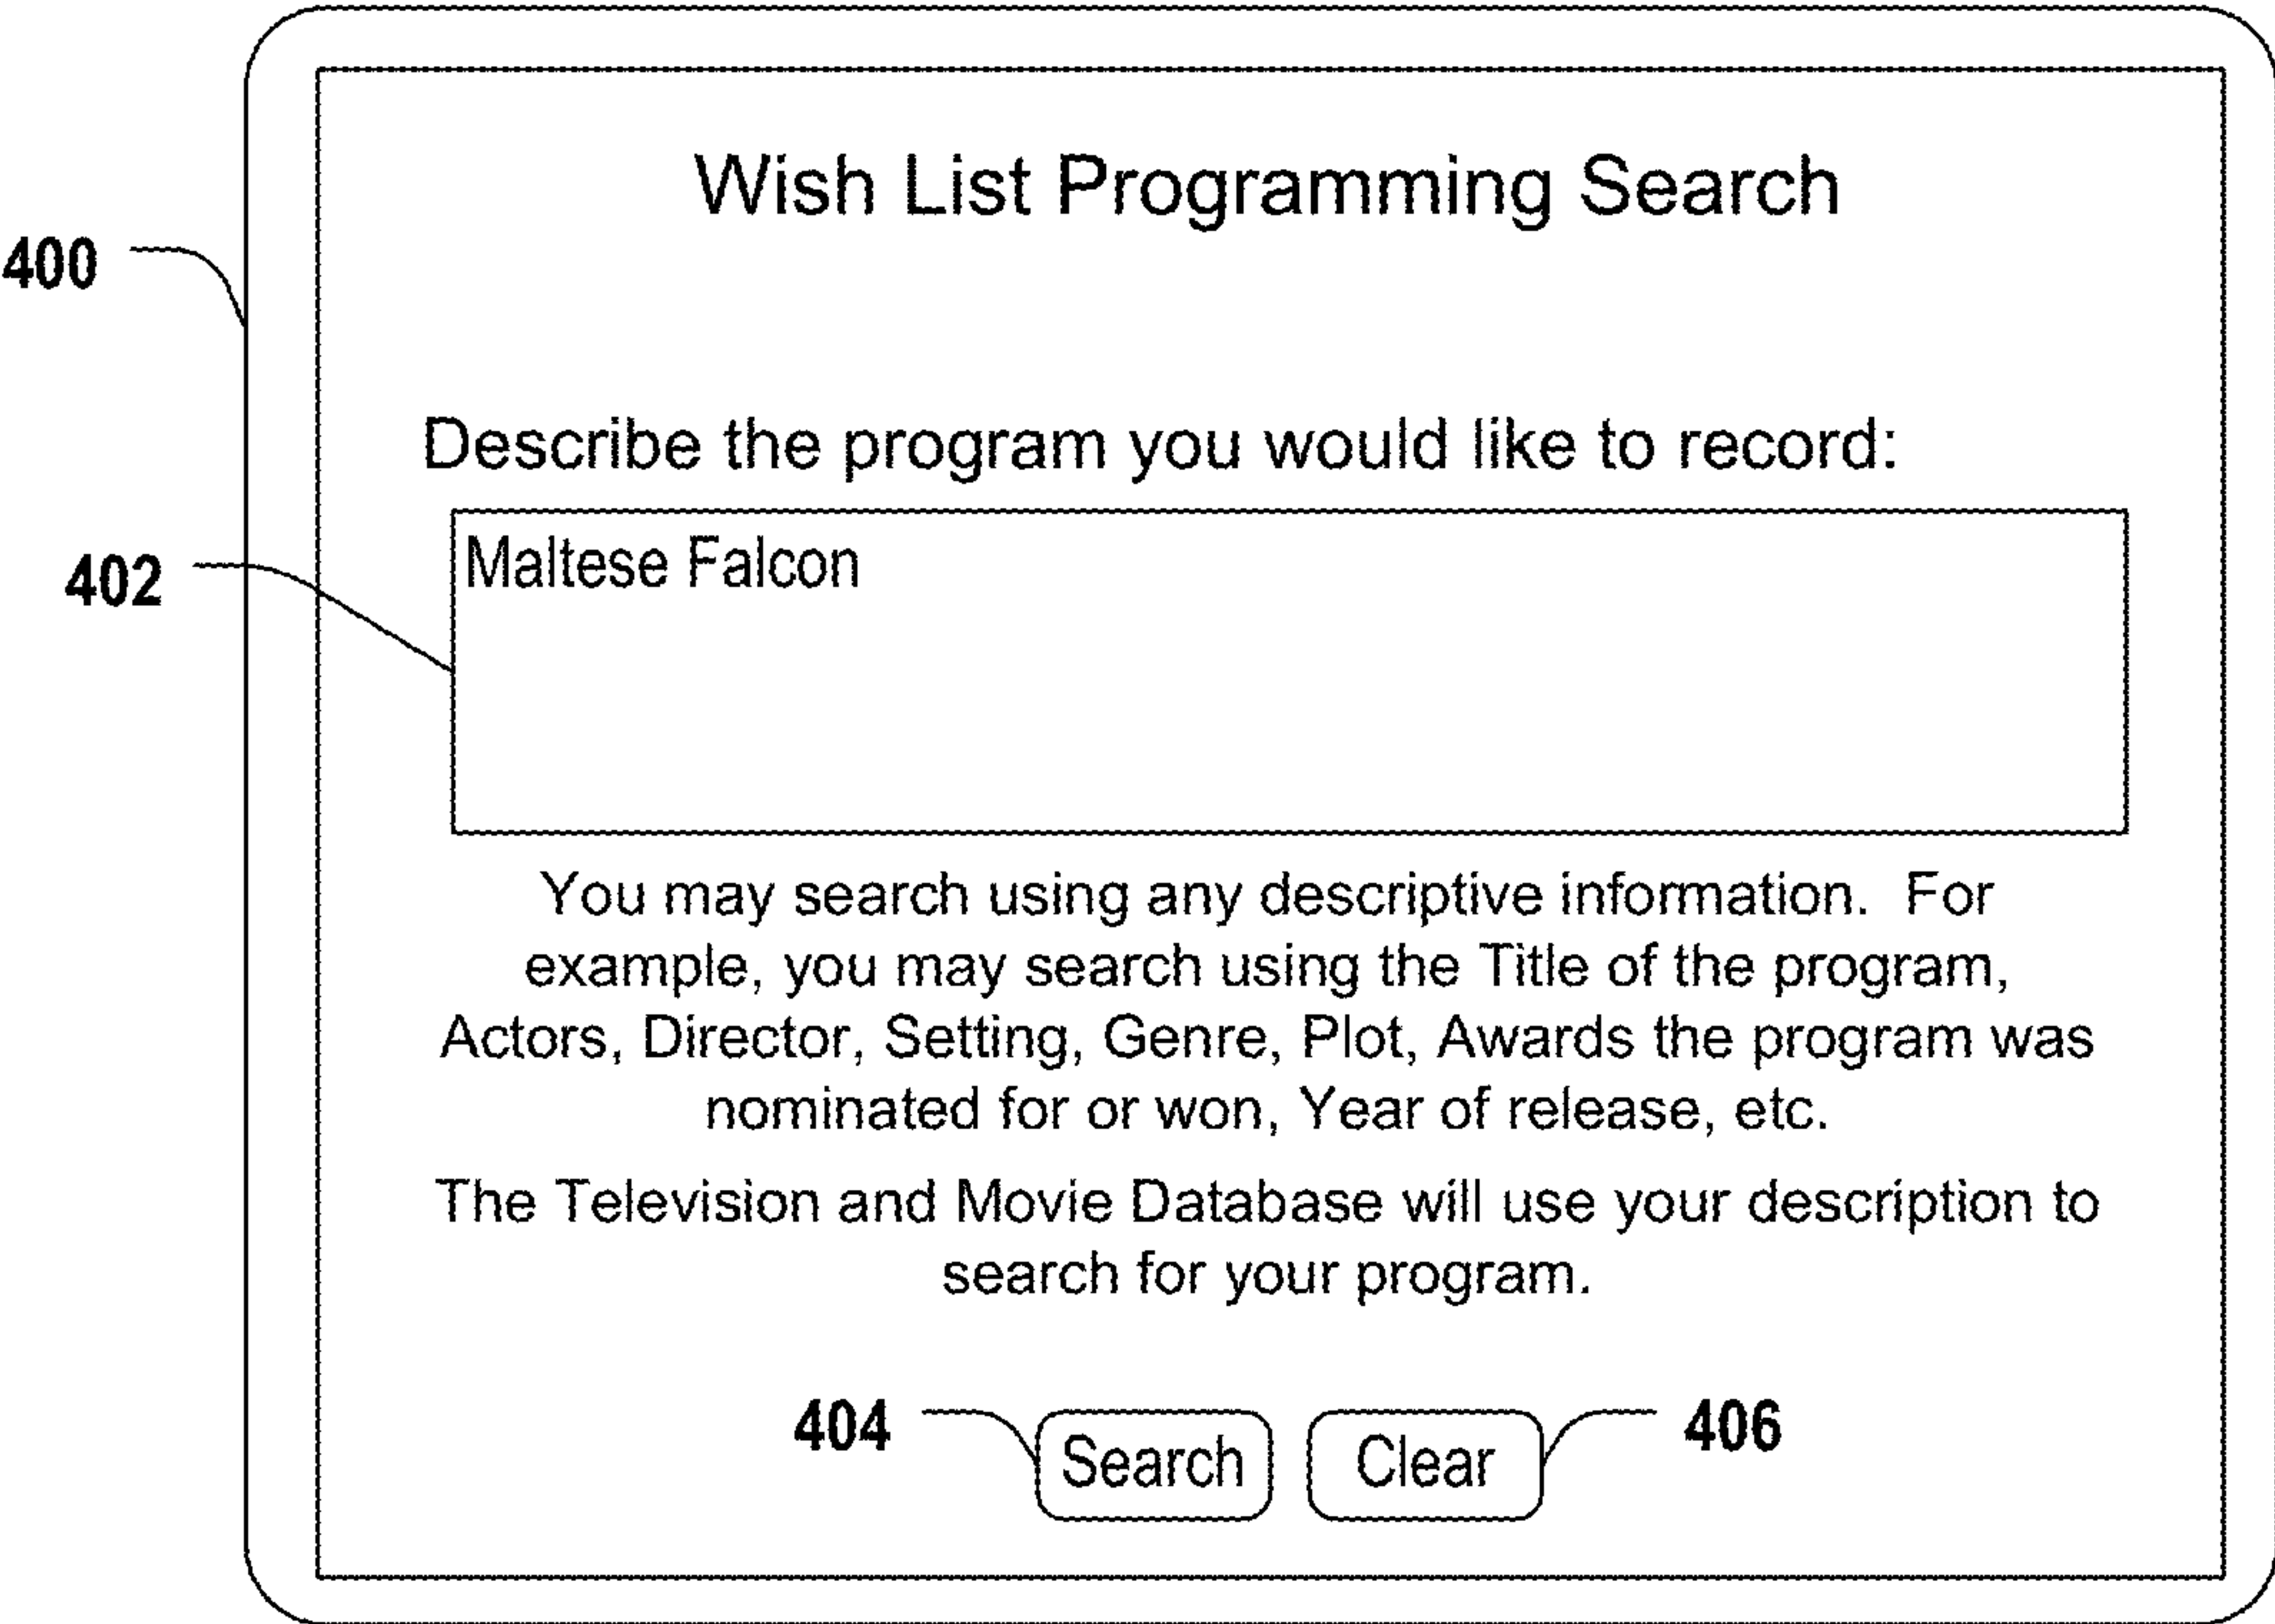 Wish List Programming Search
400
Describe the program you would like to record:
Maltese Falcon
402
You may search using any descriptive information.  For
example, you may search using the Title of the program,
Actors, Director, Setting, Genre, Plot, Awards the program was
nominated for or won, Year of release, etc.
The Television and Movie Database will use your description to
search for your program.
404 Search Clear 406